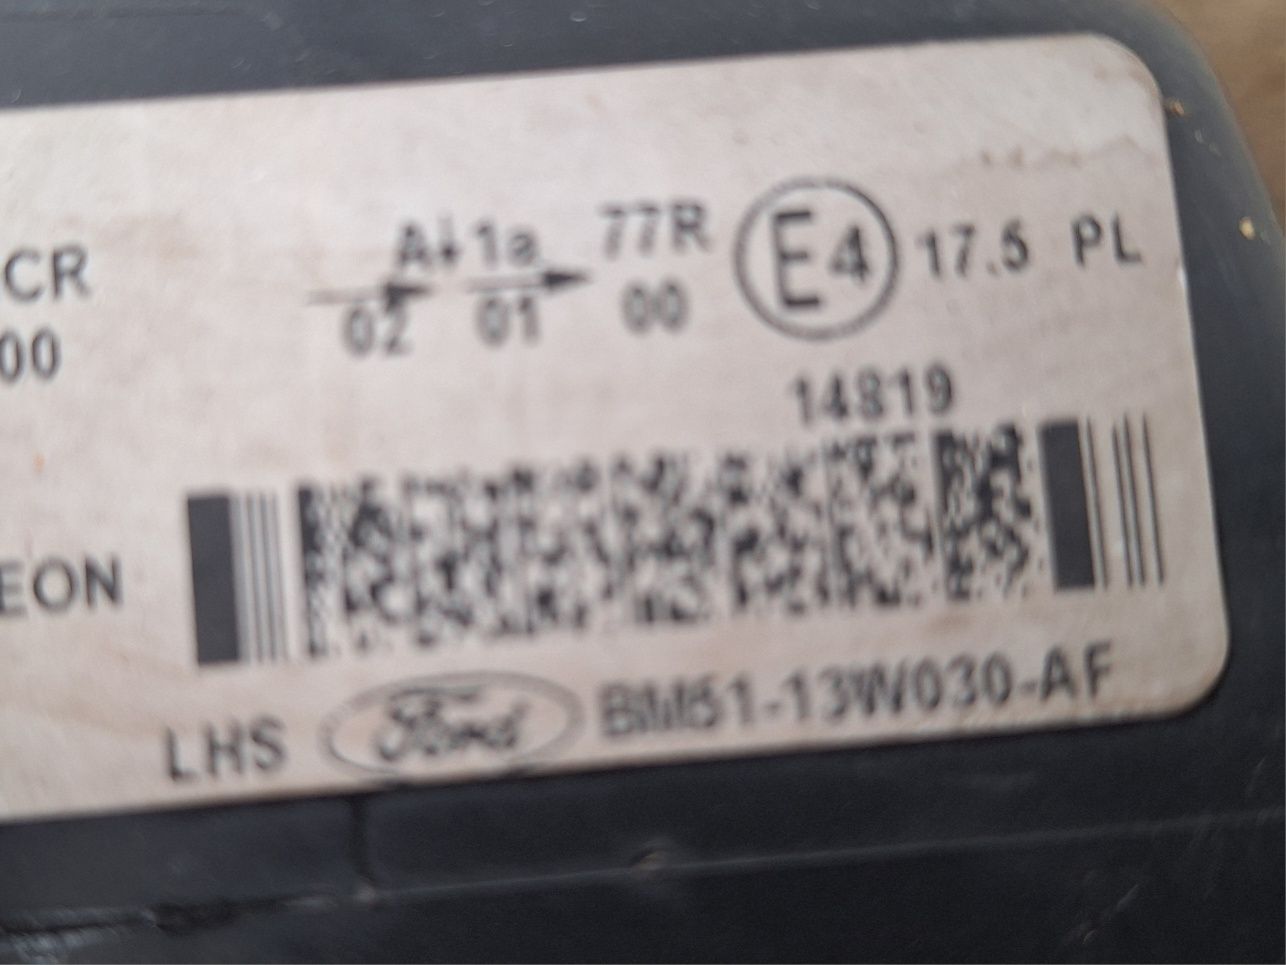 CR A 1a 77R E4 17.5 PL
00 02 01 00
14819
EON
LHS Ford BM51-13W030-AF